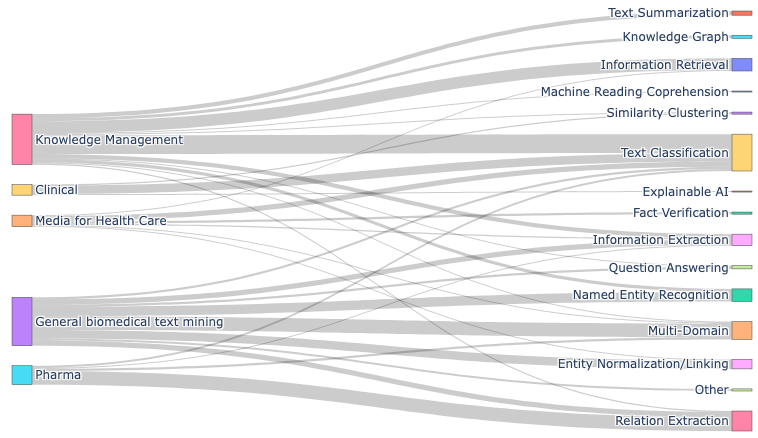 Knowledge Management
Clinical
Media for Health Care
General biomedical text mining
Pharma
Text Summarization
Knowledge Graph
Information Retrieval
Machine Reading Coprehension
Similarity Clustering
Text Classification
Explainable AI
Fact Verification
Information Extraction
Question Answering
Named Entity Recognition
Multi-Domain
Entity Normalization/Linking
Other
Relation Extraction